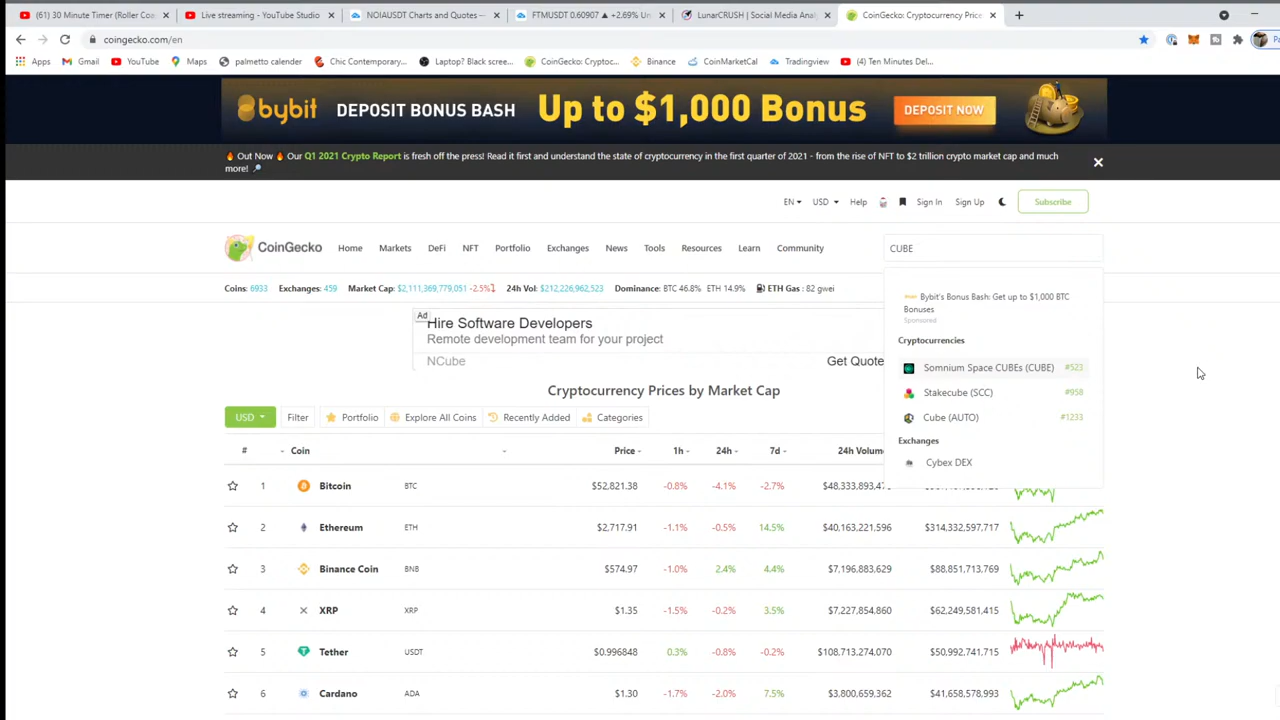 (61) 30 Minute Timer (Roller Coa
Live streaming - YouTube Studio
NOIAUSDT Charts and Quotes —
FTMUSDT 0.60907 ▲ +2.69% Un
LunarCRUSH | Social Media Anal
CoinGecko: Cryptocurrency Price
coingecko.com/en
Apps
Gmail
YouTube
Maps
palmetto calender
Chic Contemporary...
Laptop? Black scree...
CoinGecko: Cryptoc...
Binance
CoinMarketCal
Tradingview
(4) Ten Minutes Del...
bybit DEPOSIT BONUS BASH Up to $1,000 Bonus DEPOSIT NOW
🔥 Out Now 🔥 Our Q1 2021 Crypto Report is fresh off the press! Read it first and understand the state of cryptocurrency in the first quarter of 2021 - from the rise of NFT to $2 trillion crypto market cap and much
more! 🔎
EN USD Help Sign In Sign Up Subscribe
CoinGecko Home Markets DeFi NFT Portfolio Exchanges News Tools Resources Learn Community CUBE
Coins: 6933 Exchanges: 459 Market Cap: $2,111,369,779,051 -2.5% 24h Vol: $212,226,962,523 Dominance: BTC 46.8% ETH 14.9% ETH Gas : 82 gwei
Bybit's Bonus Bash: Get up to $1,000 BTC
Bonuses
Sponsored
Cryptocurrencies
Somnium Space CUBEs (CUBE) #523
Stakecube (SCC) #958
Cube (AUTO) #1233
Exchanges
Cybex DEX
Ad
Hire Software Developers
Remote development team for your project
NCube Get Quote
Cryptocurrency Prices by Market Cap
USD Filter Portfolio Explore All Coins Recently Added Categories
# Coin Price 1h 24h 7d 24h Volume
1 Bitcoin BTC $52,821.38 -0.8% -4.1% -2.7%
2 Ethereum ETH $2,717.91 -1.1% -0.5% 14.5% $40,163,221,596 $314,332,597,717
3 Binance Coin BNB $574.97 -1.0% 2.4% 4.4% $7,196,883,629 $88,851,713,769
4 XRP XRP $1.35 -1.5% -0.2% 3.5% $7,227,854,860 $62,249,581,415
5 Tether USDT $0.996848 0.3% -0.8% -0.2% $108,713,274,070 $50,992,741,715
6 Cardano ADA $1.30 -1.7% -2.0% 7.5% $3,800,659,362 $41,658,578,993